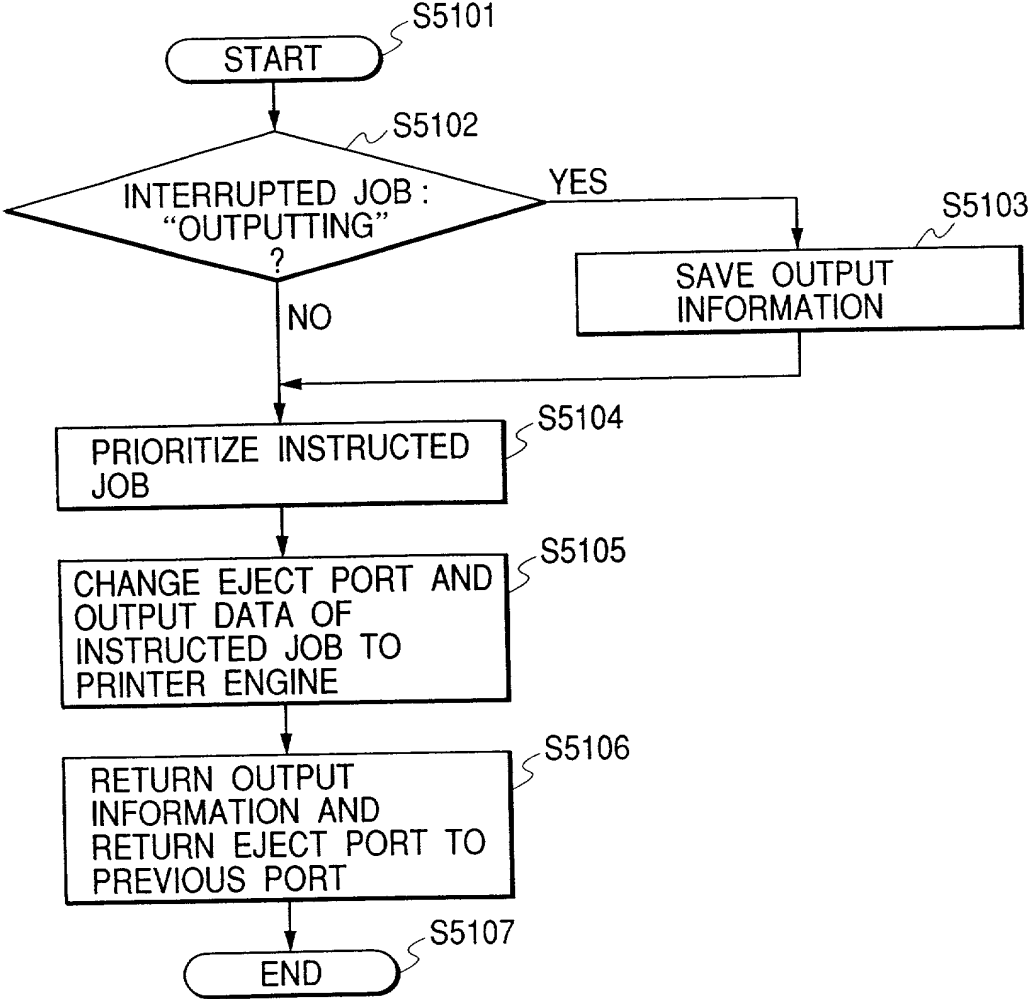 S5101
START
S5102
INTERRUPTED JOB :
“OUTPUTTING”
?
YES
S5103
SAVE OUTPUT
INFORMATION
NO
S5104
PRIORITIZE INSTRUCTED
JOB
S5105
CHANGE EJECT PORT AND
OUTPUT DATA OF
INSTRUCTED JOB TO
PRINTER ENGINE
S5106
RETURN OUTPUT
INFORMATION AND
RETURN EJECT PORT TO
PREVIOUS PORT
S5107
END